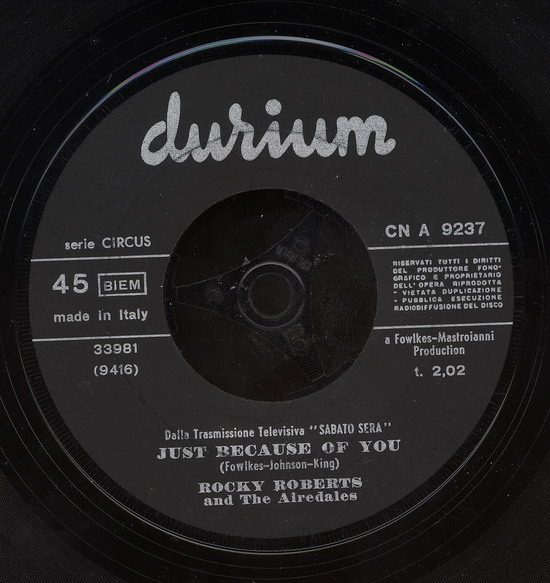 durium
serie CIRCUS
CN A 9237
45 BIEM
made in Italy
33981
(9416)
RISERVATI TUTTI I DIRITTI
DEL PRODUTTORE FONO-
GRAFICO E PROPRIETARIO
DELL'OPERA RIPRODOTTA
- VIETATA DUPLICAZIONE
- PUBBLICA ESECUZIONE
RADIODIFFUSIONE DEL DISCO
a Fowlkes-Mastroianni
Production
t. 2,02
Dalla Trasmissione Televisiva "SABATO SERA"
JUST BECAUSE OF YOU
(Fowlkes-Johnson-King)
ROCKY ROBERTS
and The Airedales